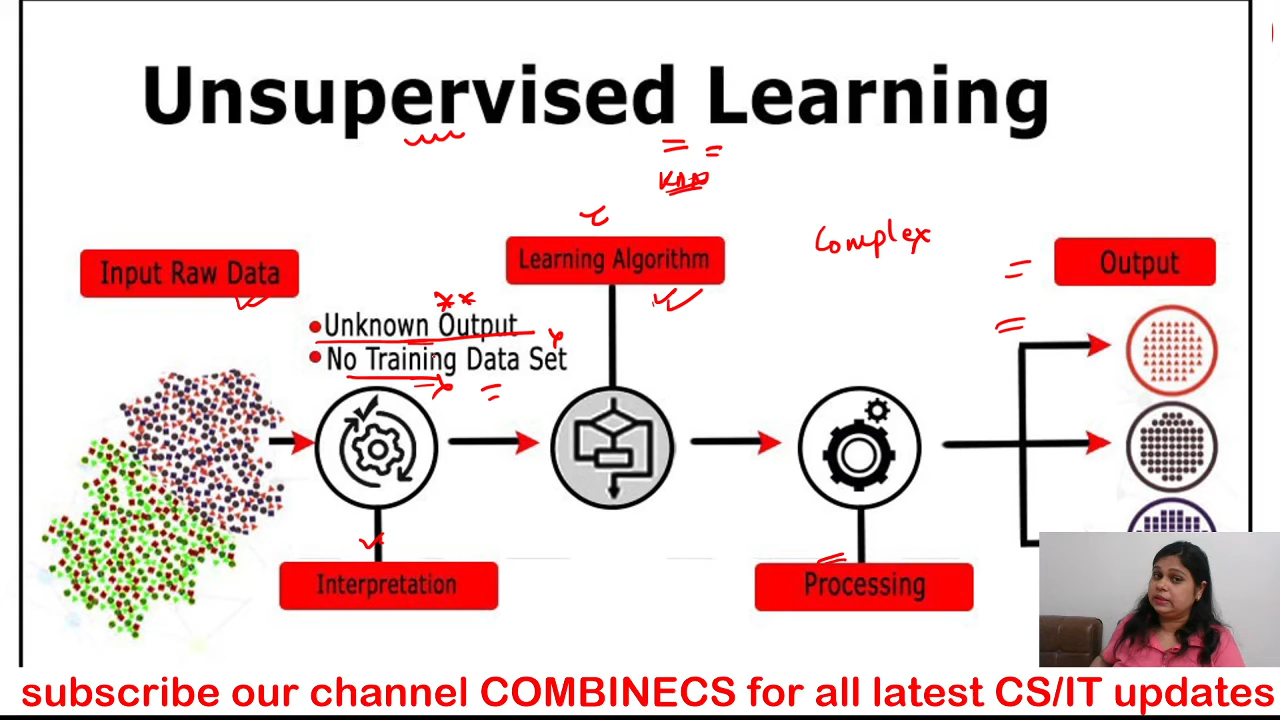 Unsupervised Learning
Complex
Input Raw Data
Learning Algorithm
Output
Unknown Output
No Training Data Set
Interpretation
Processing
subscribe our channel COMBINECS for all latest CS/IT updates